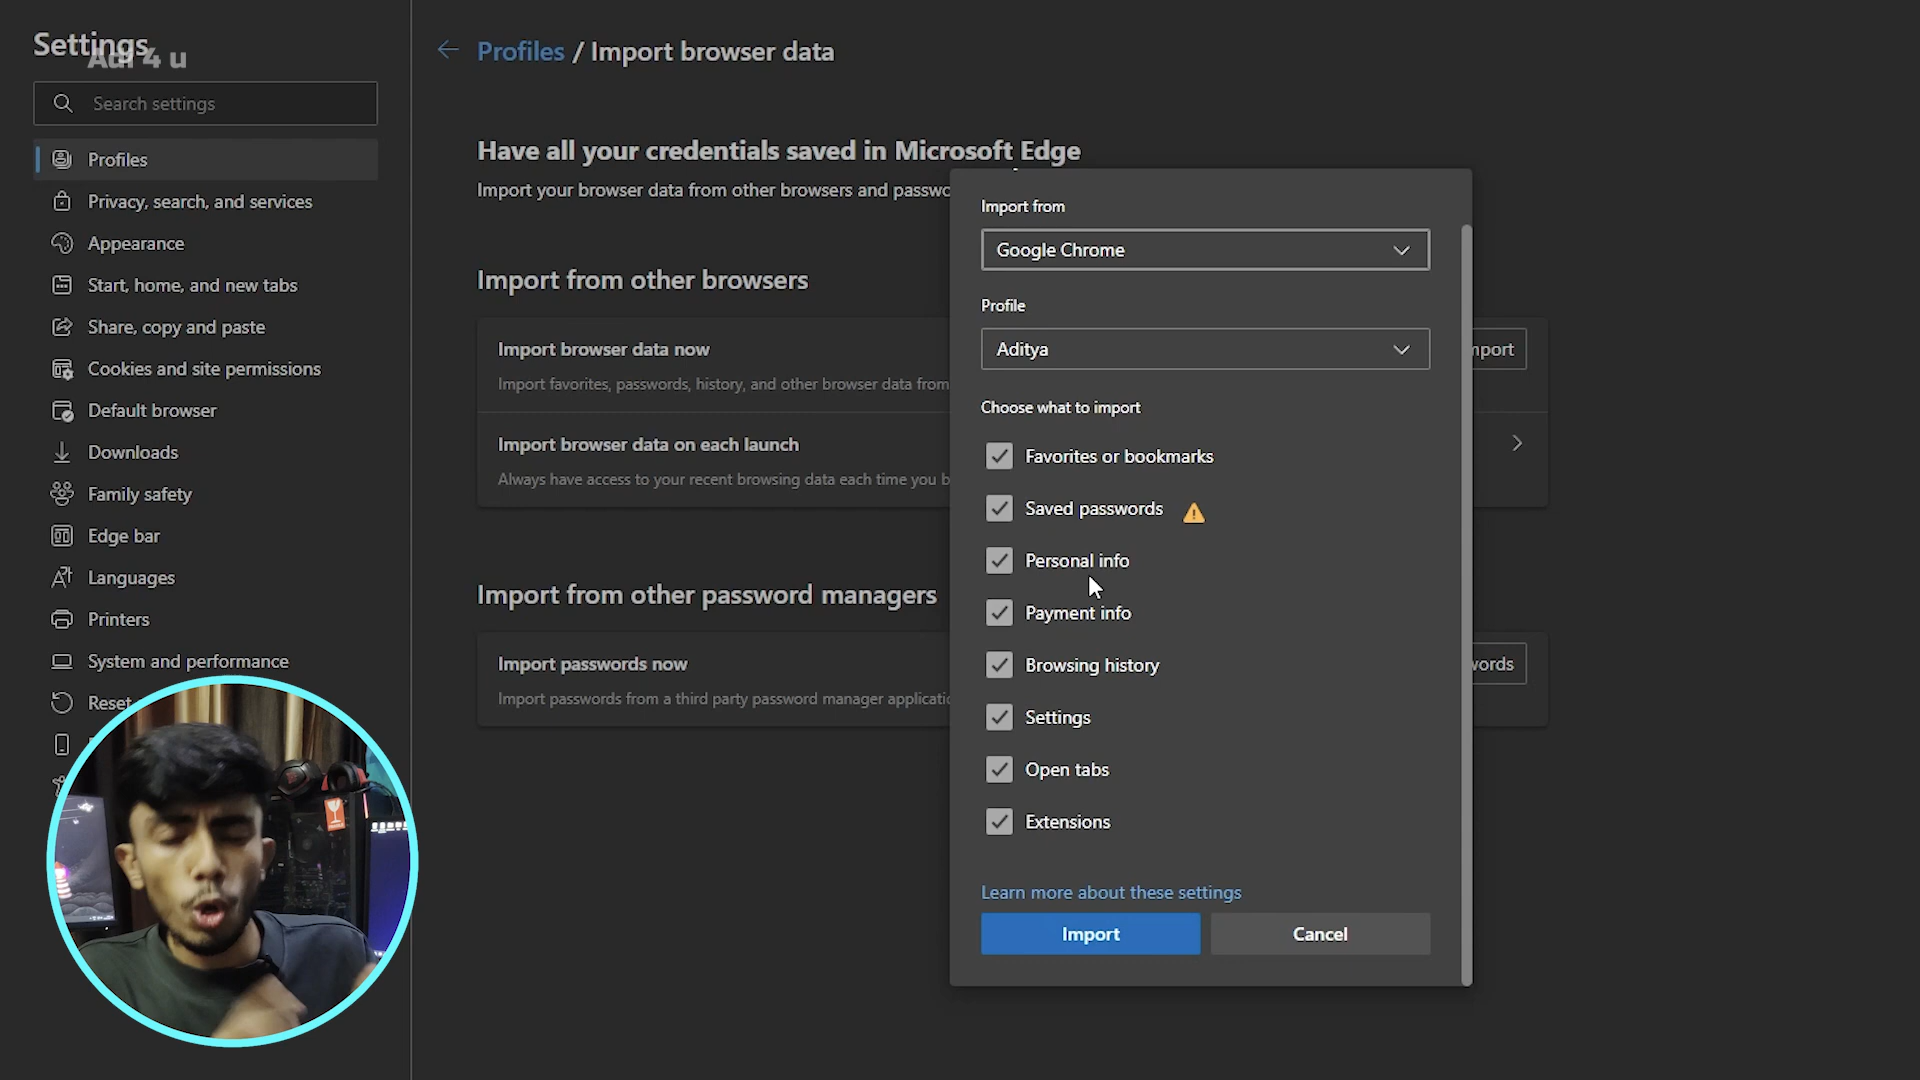 Settings
Adi 4 u
Search settings
Profiles
Privacy, search, and services
Appearance
Start, home, and new tabs
Share, copy and paste
Cookies and site permissions
Default browser
Downloads
Family safety
Edge bar
Languages
Printers
System and performance
Reset
Profiles / Import browser data
Have all your credentials saved in Microsoft Edge
Import your browser data from other browsers and passwo
Import from other browsers
Import browser data now
Import favorites, passwords, history, and other browser data from
mport
Import browser data on each launch
Always have access to your recent browsing data each time you b
Import from other password managers
Import passwords now
Import passwords from a third party password manager applicatio
words
Import from
Google Chrome
Profile
Aditya
Choose what to import
Favorites or bookmarks
Saved passwords
Personal info
Payment info
Browsing history
Settings
Open tabs
Extensions
Learn more about these settings
Import
Cancel